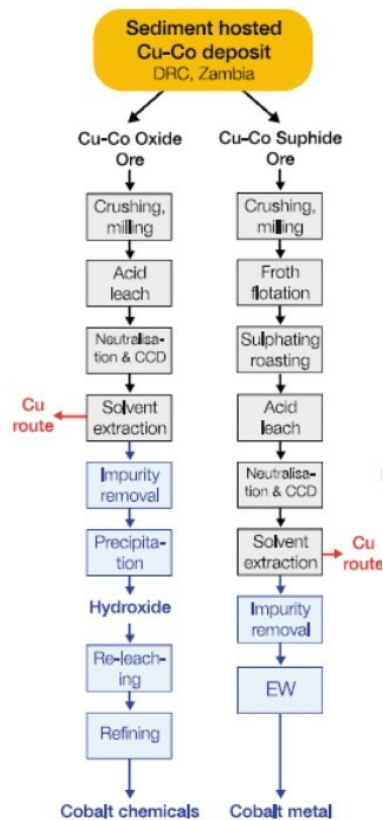 Sediment hosted
Cu-Co deposit
DRC, Zambia
Cu-Co Oxide
Ore
Crushing,
milling
Acid
leach
Neutralisa-
tion & CCD
Solvent
extraction
Cu
route
Impurity
removal
Precipita-
tion
Hydroxide
Re-leach-
ing
Refining
Cobalt chemicals
Cu-Co Suphide
Ore
Crushing,
milling
Froth
flotation
Sulphating
roasting
Acid
leach
Neutralisa-
tion & CCD
Solvent
extraction
Cu
route
Impurity
removal
EW
Cobalt metal